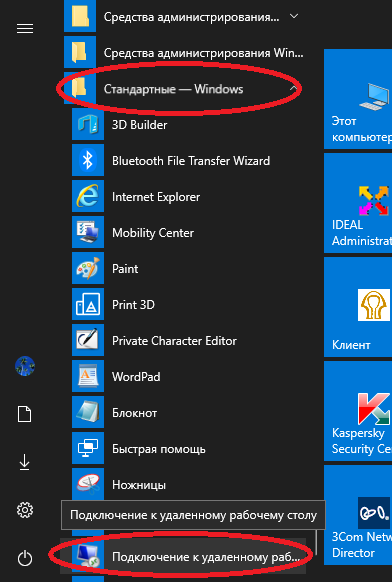 Средства администрирования...
Средства администрирования Win...
Стандартные — Windows
3D Builder
Bluetooth File Transfer Wizard
Internet Explorer
Mobility Center
Paint
Print 3D
Private Character Editor
WordPad
Блокнот
Быстрая помощь
Ножницы
Подключение к удаленному рабочему столу
Подключение к удаленному раб...
Этот
компьютер
IDEAL
Administrat
Клиент
Kaspersky
Security Cen
3Com Netw
Director